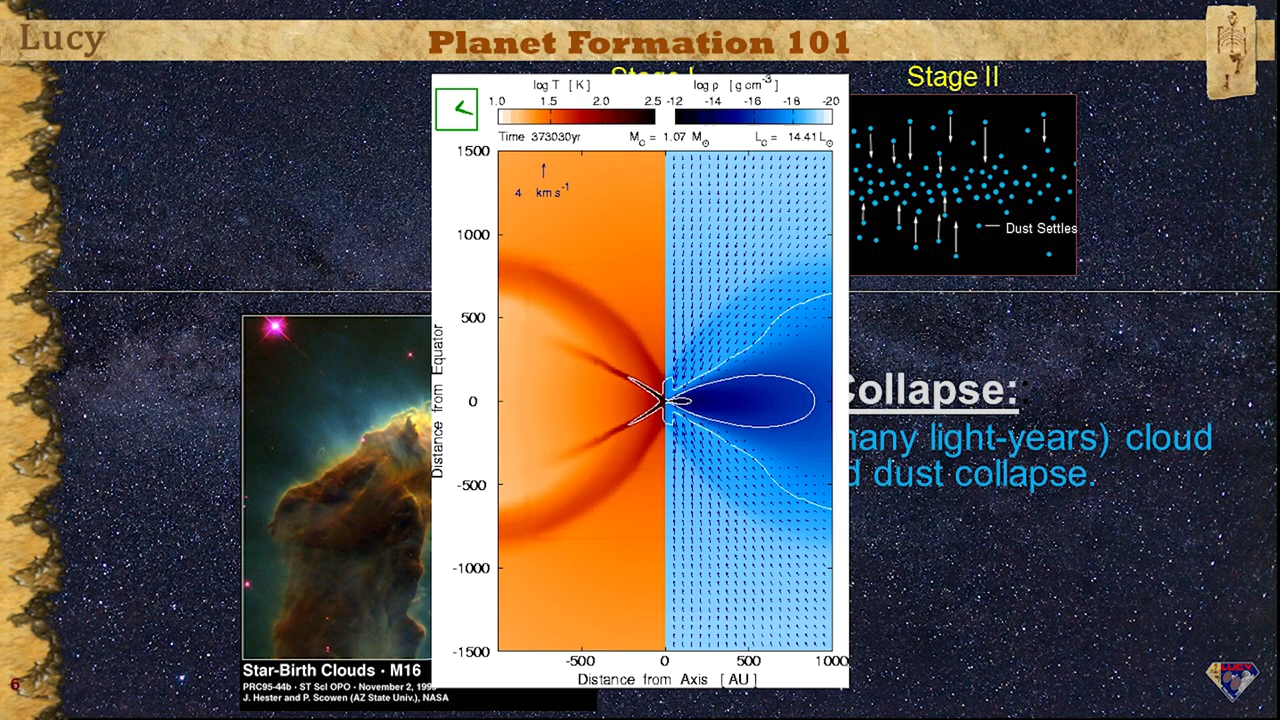 Lucy
Planet Formation 101
Stage I
Stage II
log T [ K ]
log ρ [ g cm⁻³ ]
1.0 1.5 2.0 2.5 -12 -14 -16 -18 -20
Time 373030yr M_C = 1.07 M⊙ L_C = 14.41 L⊙
1500
4 km s⁻¹
1000
500
0
-500
-1000
-1500
Distance from Equator
-500 0 500 1000
Distance from Axis [ AU ]
Dust Settles
Collapse:
many light-years) cloud
dust collapse.
Star-Birth Clouds · M16
PRC95-44b · ST ScI OPO · November 2, 1995
J. Hester and P. Scowen (AZ State Univ.), NASA
6
LUCY